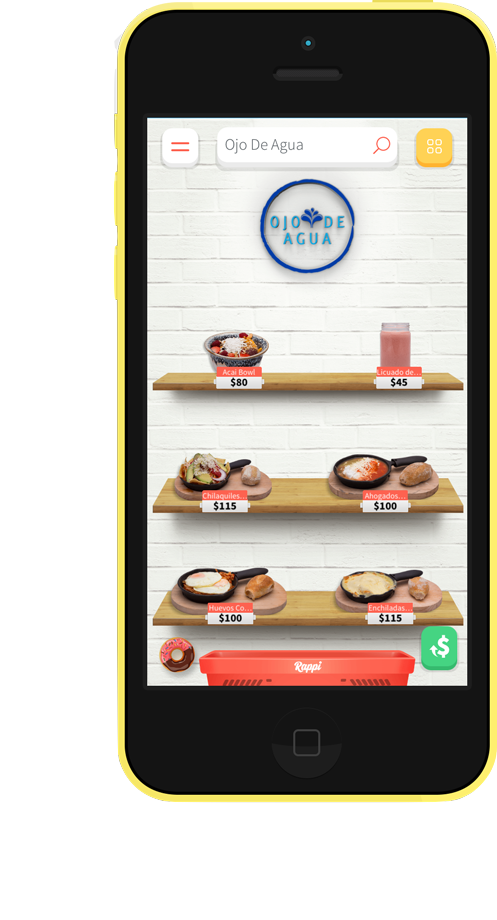 Ojo De Agua
OJO DE
AGUA
Acai Bowl
$80
Licuado de...
$45
Chilaquiles...
$115
Ahogados...
$100
Huevos Co...
$100
Enchiladas...
$115
Rappi
$